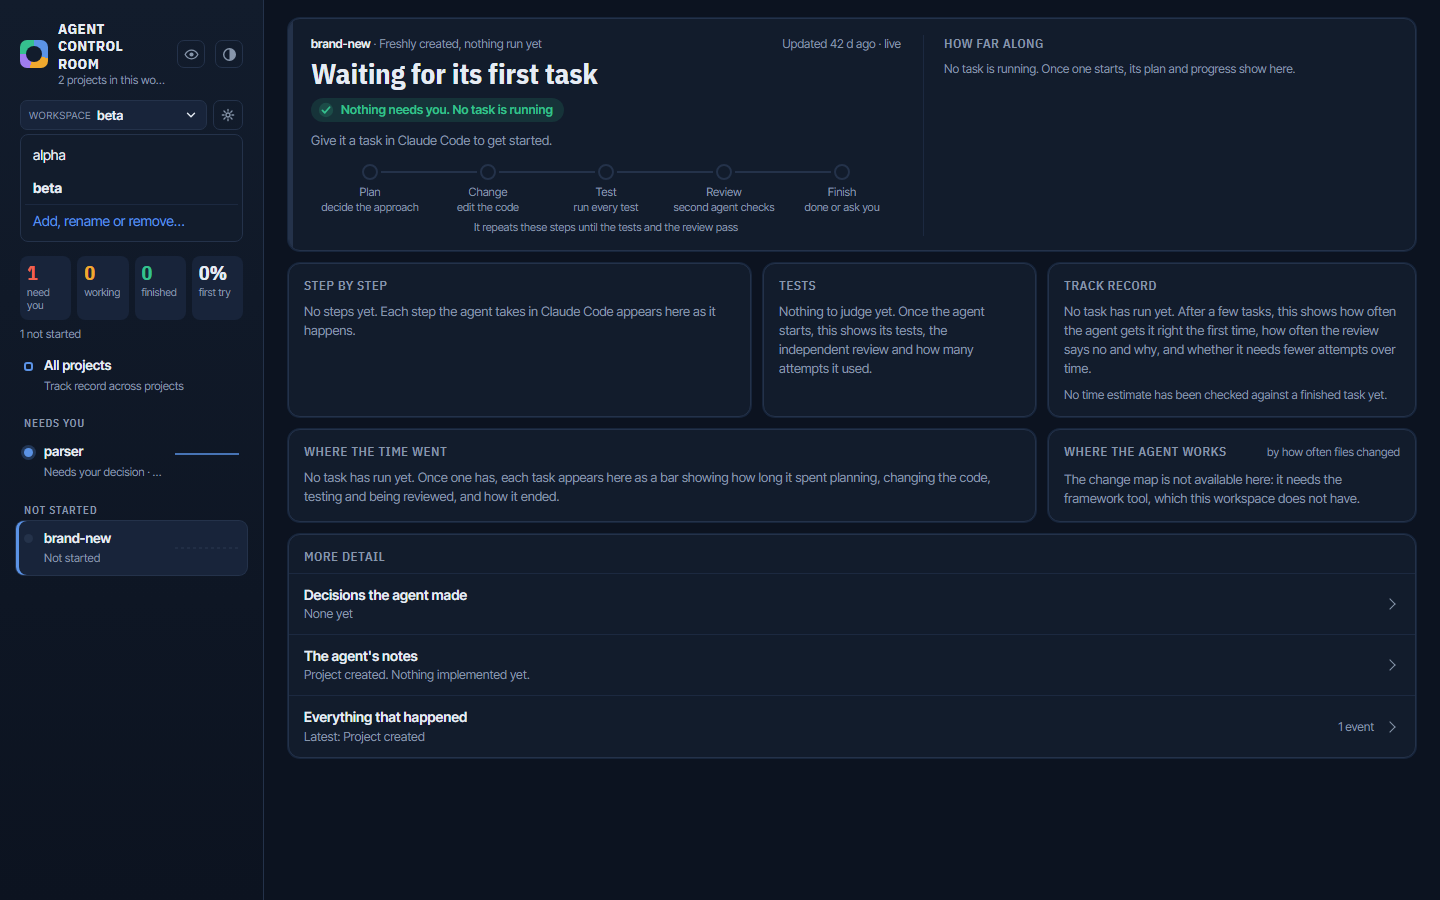 AGENT
CONTROL
ROOM
2 projects in this wo...
WORKSPACE beta
alpha
beta
Add, rename or remove...
1 need you
0 working
0 finished
0% first try
1 not started
All projects
Track record across projects
NEEDS YOU
parser
Needs your decision · ...
NOT STARTED
brand-new
Not started
brand-new · Freshly created, nothing run yet
Updated 42 d ago · live
Waiting for its first task
Nothing needs you. No task is running
Give it a task in Claude Code to get started.
Plan
decide the approach
Change
edit the code
Test
run every test
Review
second agent checks
Finish
done or ask you
It repeats these steps until the tests and the review pass
HOW FAR ALONG
No task is running. Once one starts, its plan and progress show here.
STEP BY STEP
No steps yet. Each step the agent takes in Claude Code appears here as it
happens.
TESTS
Nothing to judge yet. Once the agent
starts, this shows its tests, the
independent review and how many
attempts it used.
TRACK RECORD
No task has run yet. After a few tasks, this shows how often
the agent gets it right the first time, how often the review
says no and why, and whether it needs fewer attempts over
time.
No time estimate has been checked against a finished task yet.
WHERE THE TIME WENT
No task has run yet. Once one has, each task appears here as a bar showing how long it spent planning, changing the code,
testing and being reviewed, and how it ended.
WHERE THE AGENT WORKS
by how often files changed
The change map is not available here: it needs the
framework tool, which this workspace does not have.
MORE DETAIL
Decisions the agent made
None yet
The agent's notes
Project created. Nothing implemented yet.
Everything that happened
Latest: Project created
1 event